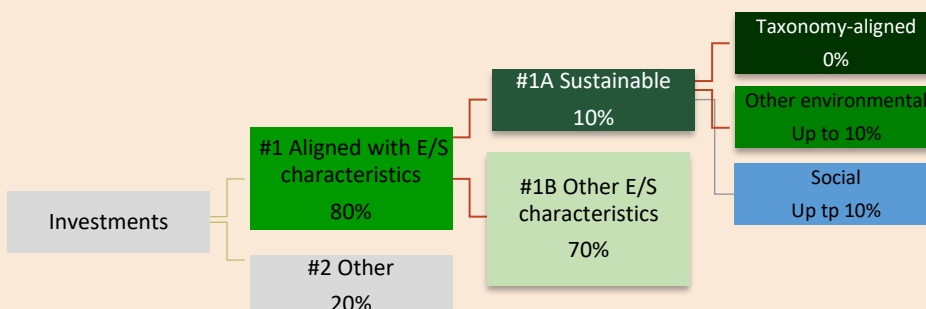 Taxonomy-aligned
0%
#1A Sustainable
10%
Other environmental
Up to 10%
#1 Aligned with E/S
characteristics
80%
#1B Other E/S
characteristics
70%
Social
Up tp 10%
Investments
#2 Other
20%